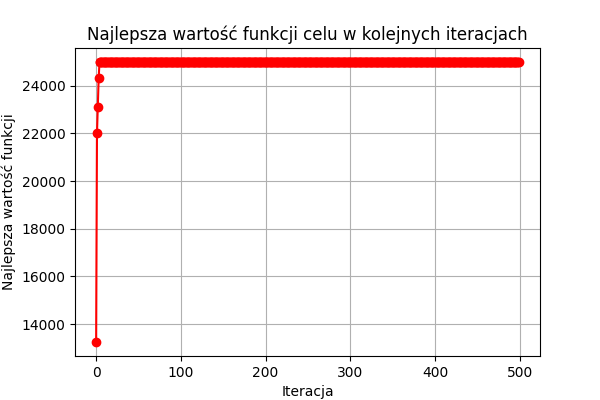 Najlepsza wartość funkcji celu w kolejnych iteracjach
Najlepsza wartość funkcji
24000
22000
20000
18000
16000
14000
0 100 200 300 400 500
Iteracja